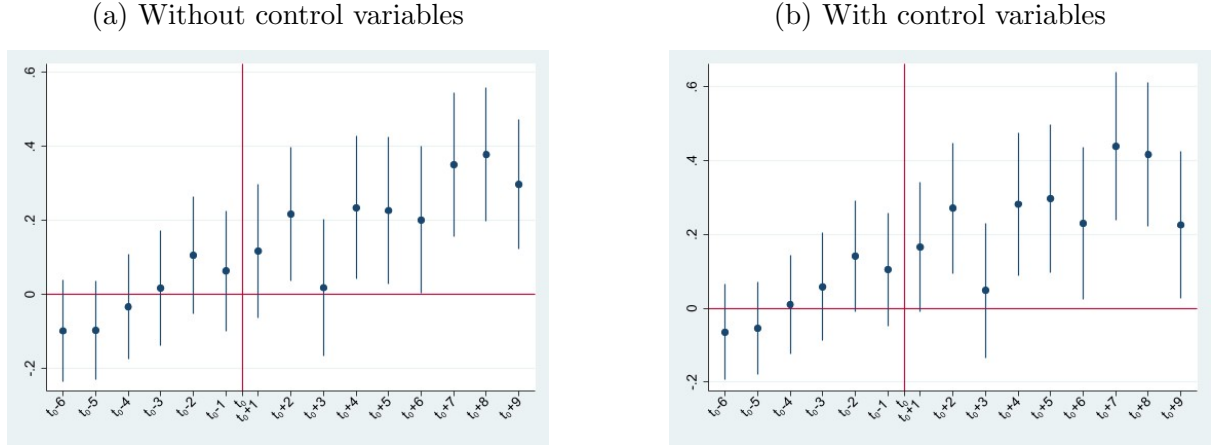 (a) Without control variables
.6
.4
.2
0
-.2
t₀-6 t₀-5 t₀-4 t₀-3 t₀-2 t₀-1 t₀ t₀+1 t₀+2 t₀+3 t₀+4 t₀+5 t₀+6 t₀+7 t₀+8 t₀+9
(b) With control variables
.6
.4
.2
0
-.2
t₀-6 t₀-5 t₀-4 t₀-3 t₀-2 t₀-1 t₀ t₀+1 t₀+2 t₀+3 t₀+4 t₀+5 t₀+6 t₀+7 t₀+8 t₀+9